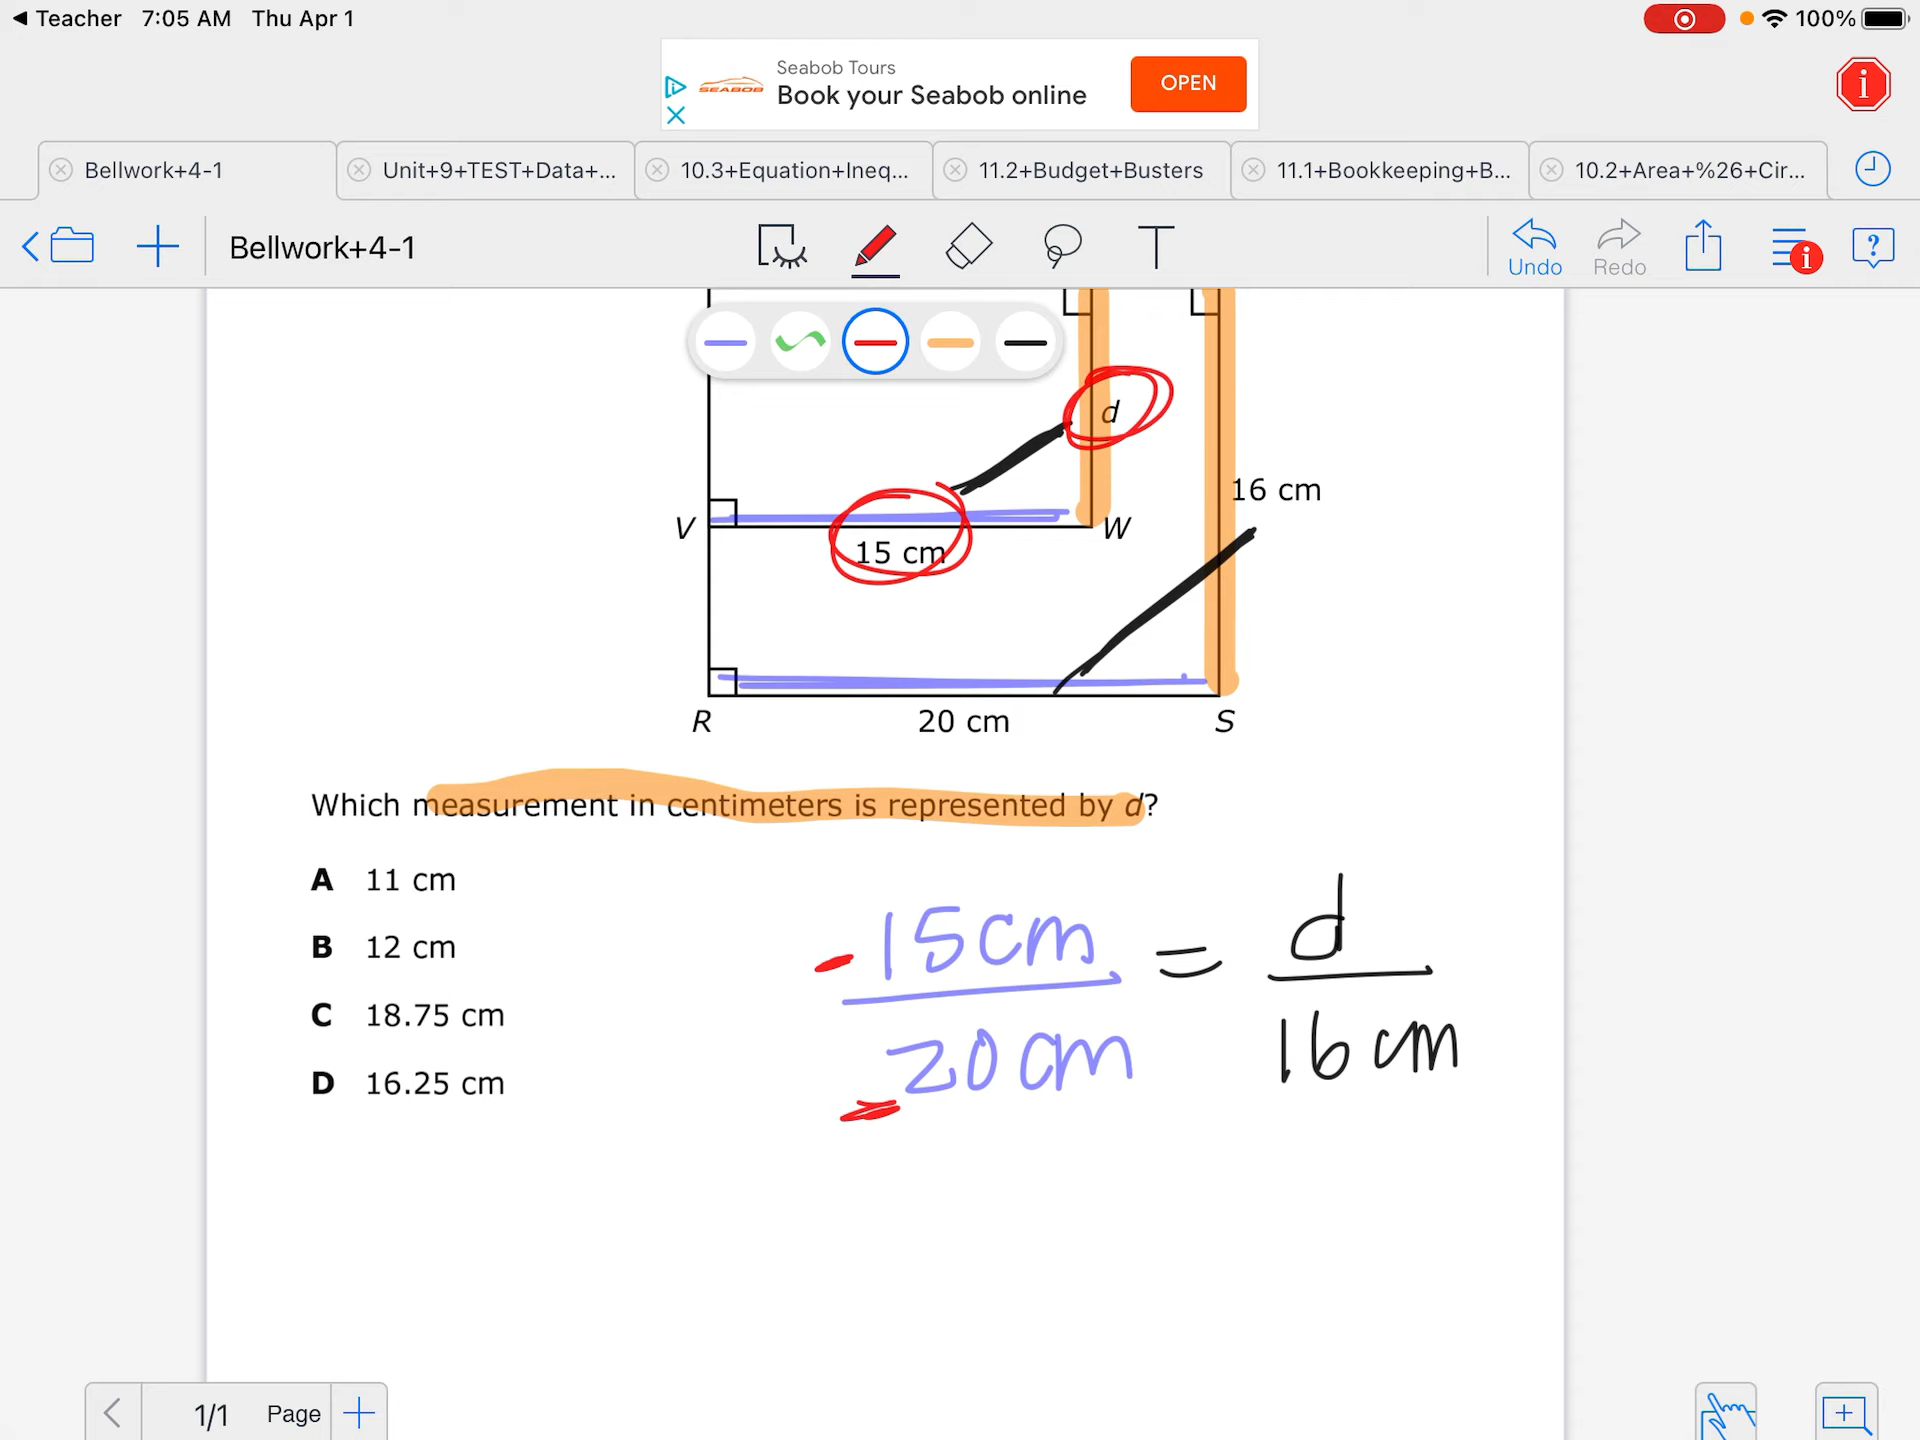 Teacher 7:05 AM Thu Apr 1 100%
Seabob Tours
SEABOB
Book your Seabob online
OPEN
Bellwork+4-1 Unit+9+TEST+Data+... 10.3+Equation+Ineq... 11.2+Budget+Busters 11.1+Bookkeeping+B... 10.2+Area+%26+Cir...
Bellwork+4-1 T Undo Redo i ?
d
16 cm
V W
15 cm
R 20 cm S
Which measurement in centimeters is represented by d?
A 11 cm
B 12 cm
C 18.75 cm
D 16.25 cm
15cm = d
20cm 16cm
1/1 Page